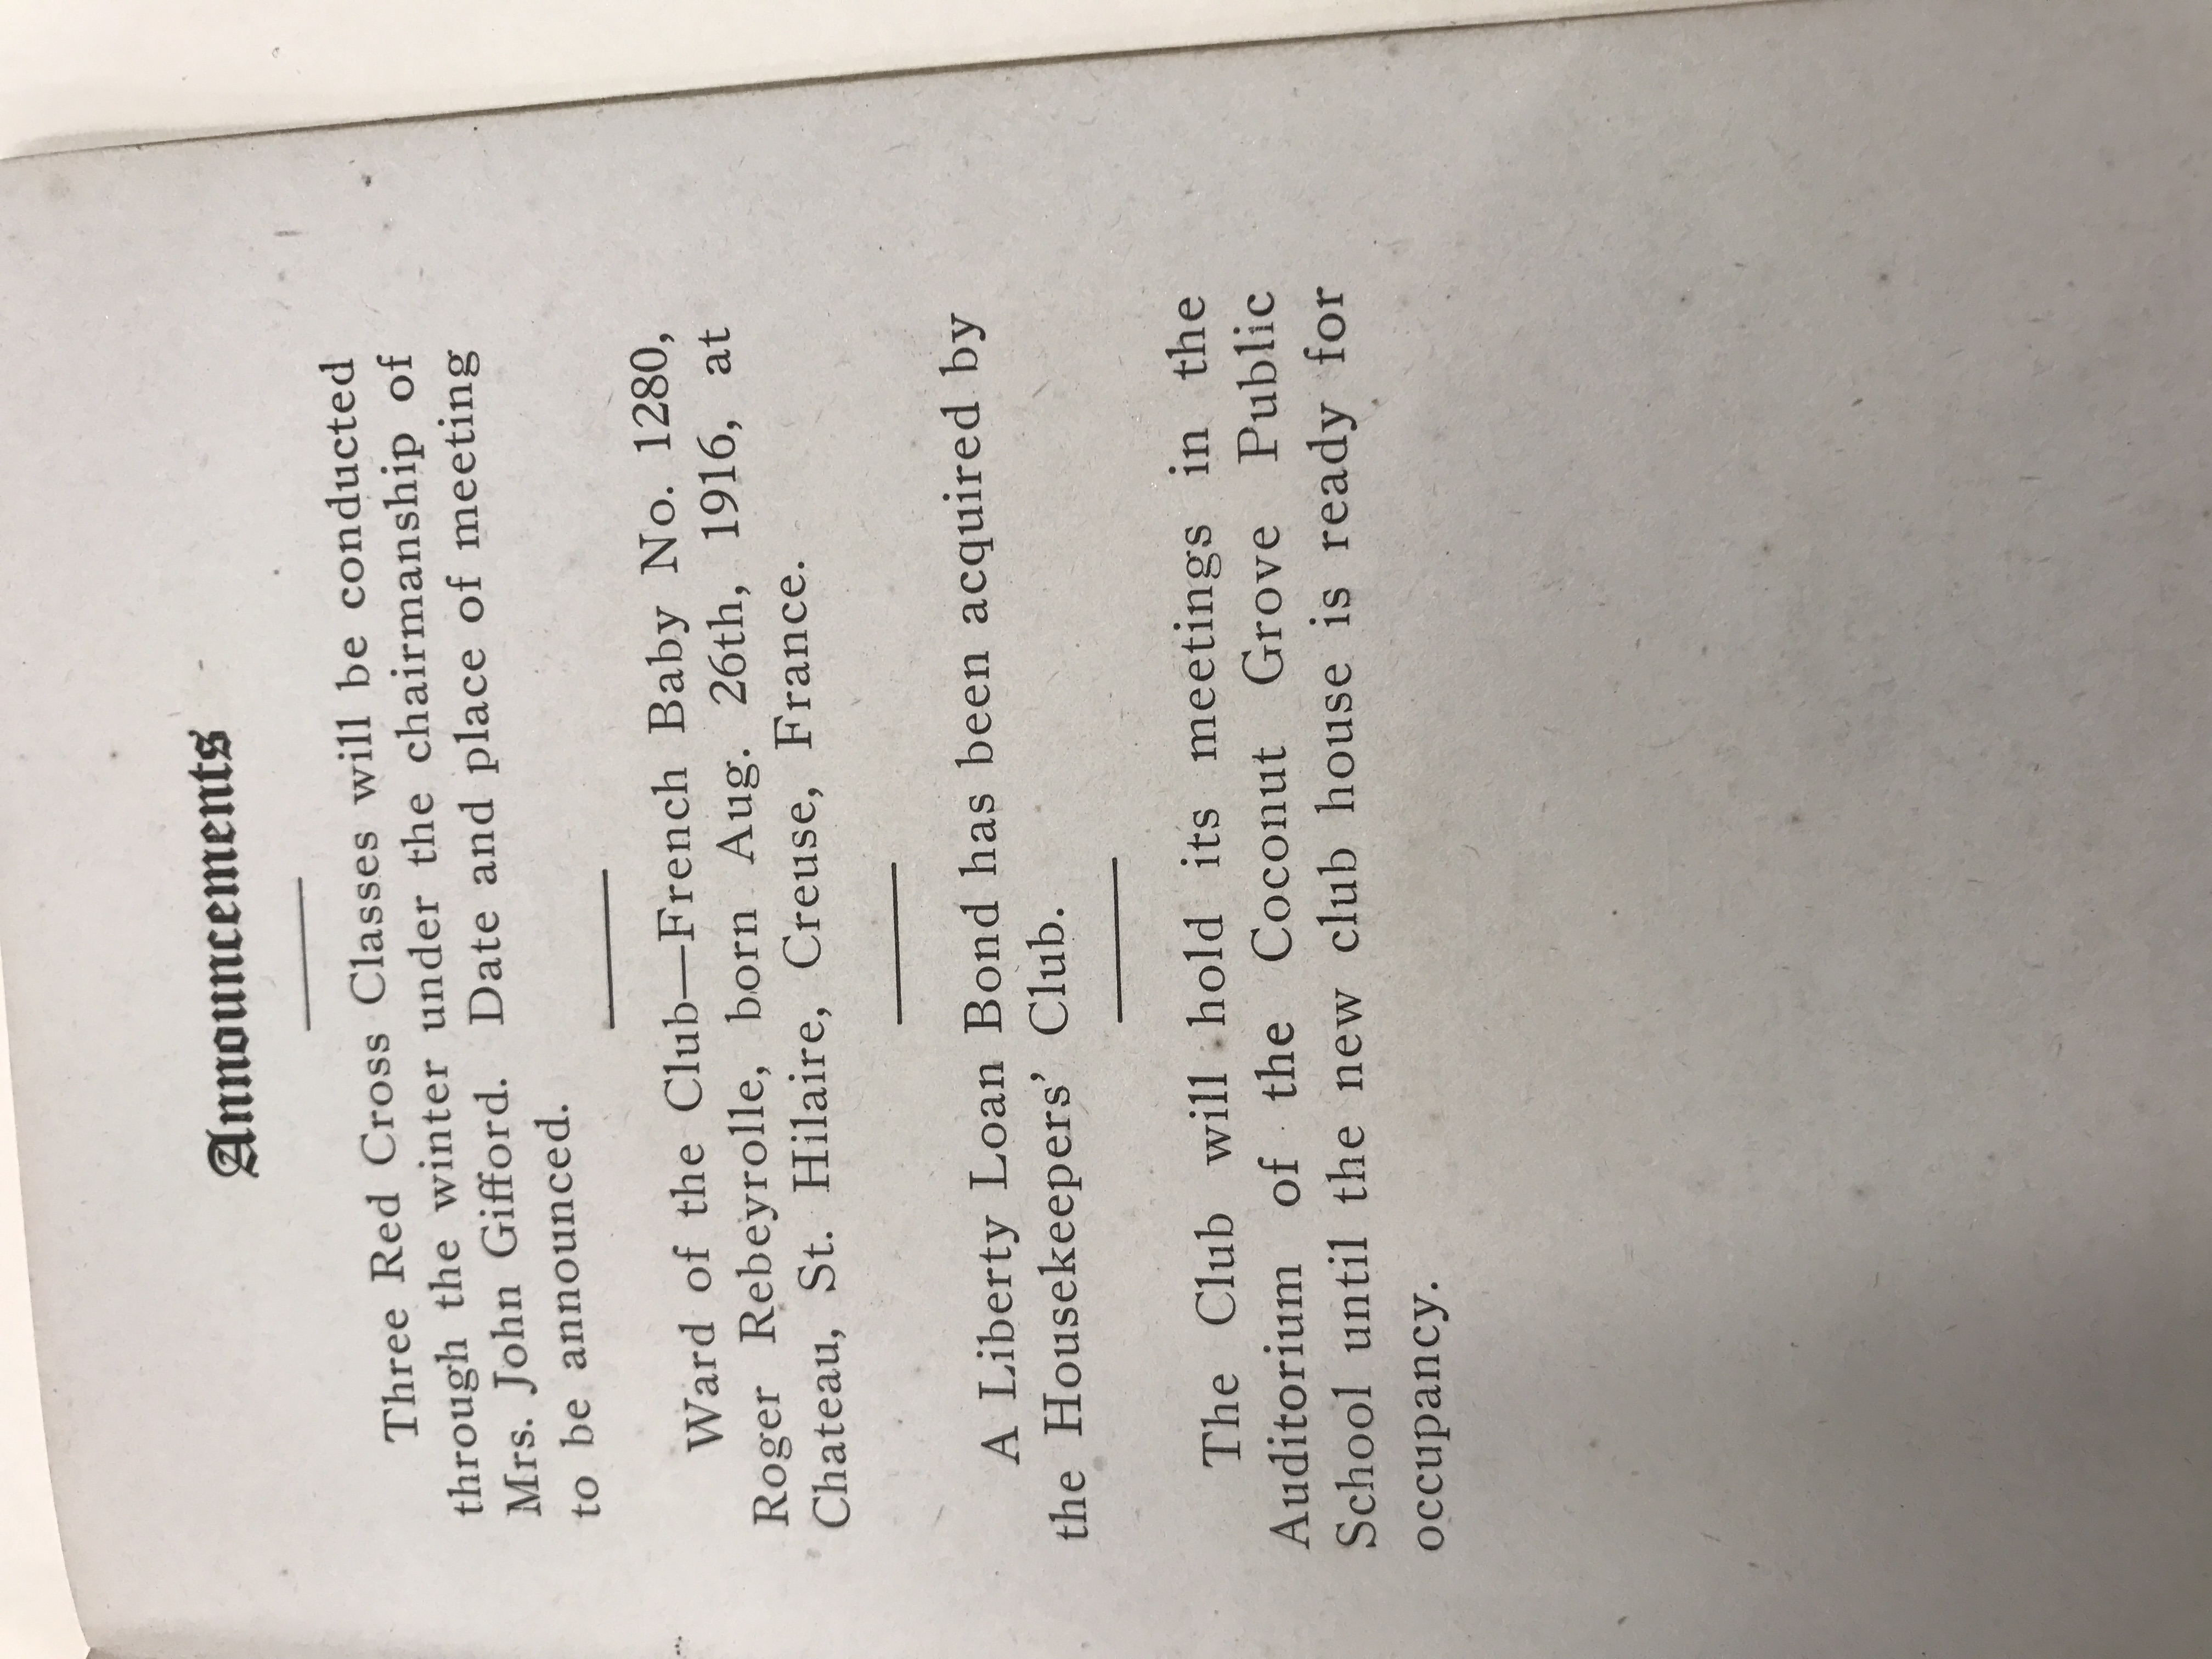 Announcements
Three Red Cross Classes will be conducted
through the winter under the chairmanship of
Mrs. John Gifford. Date and place of meeting
to be announced.
Ward of the Club—French Baby No. 1280,
Roger Rebeyrolle, born Aug. 26th, 1916, at
Chateau, St. Hilaire, Creuse, France.
A Liberty Loan Bond has been acquired by
the Housekeepers’ Club.
The Club will hold its meetings in the
Auditorium of the Coconut Grove Public
School until the new club house is ready for
occupancy.